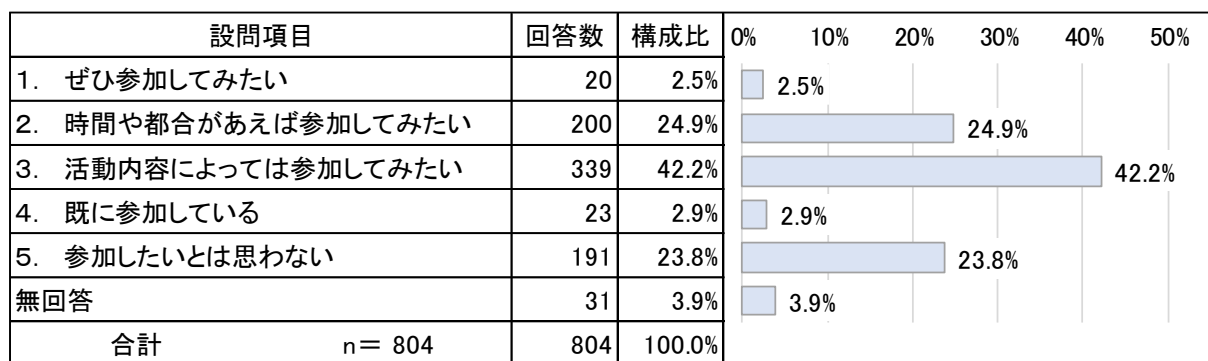 設問項目 回答数 構成比 0% 10% 20% 30% 40% 50%
1. ぜひ参加してみたい 20 2.5% 2.5%
2. 時間や都合があえば参加してみたい 200 24.9% 24.9%
3. 活動内容によっては参加してみたい 339 42.2% 42.2%
4. 既に参加している 23 2.9% 2.9%
5. 参加したいとは思わない 191 23.8% 23.8%
無回答 31 3.9% 3.9%
合計 n＝ 804 804 100.0%